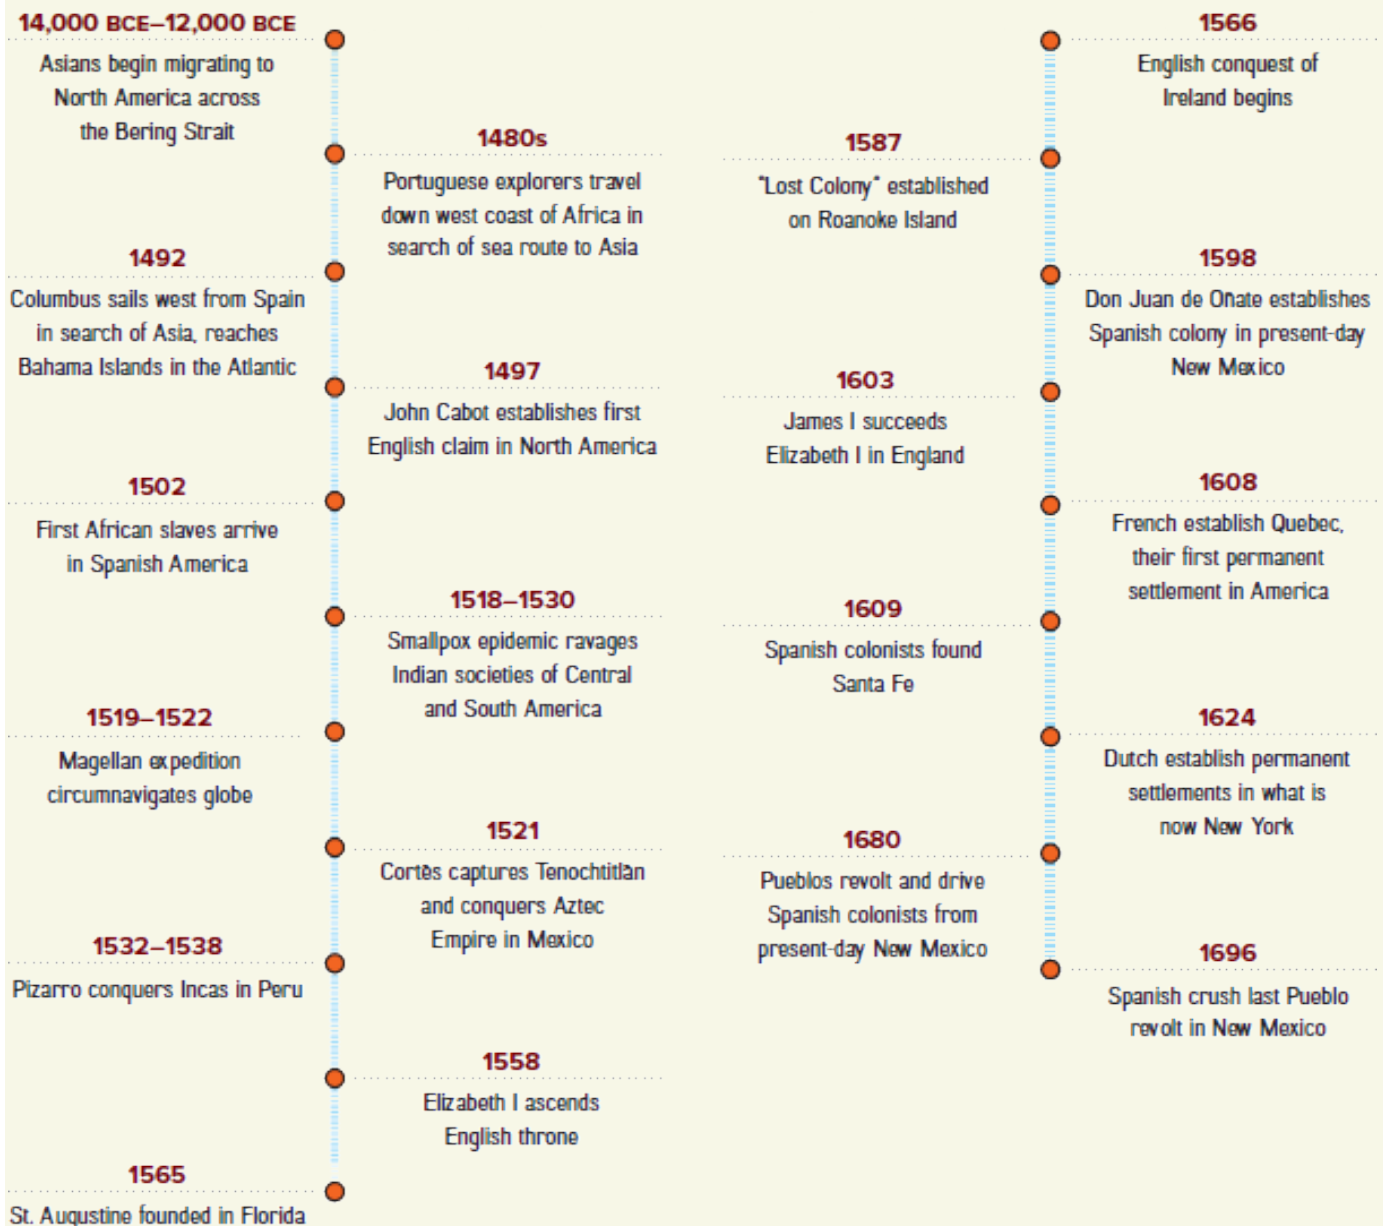 14,000 BCE–12,000 BCE
Asians begin migrating to
North America across
the Bering Strait
1480s
Portuguese explorers travel
down west coast of Africa in
search of sea route to Asia
1492
Columbus sails west from Spain
in search of Asia, reaches
Bahama Islands in the Atlantic
1497
John Cabot establishes first
English claim in North America
1502
First African slaves arrive
in Spanish America
1518–1530
Smallpox epidemic ravages
Indian societies of Central
and South America
1519–1522
Magellan expedition
circumnavigates globe
1521
Cortés captures Tenochtitlán
and conquers Aztec
Empire in Mexico
1532–1538
Pizarro conquers Incas in Peru
1558
Elizabeth I ascends
English throne
1565
St. Augustine founded in Florida
1566
English conquest of
Ireland begins
1587
"Lost Colony" established
on Roanoke Island
1598
Don Juan de Oñate establishes
Spanish colony in present-day
New Mexico
1603
James I succeeds
Elizabeth I in England
1608
French establish Quebec,
their first permanent
settlement in America
1609
Spanish colonists found
Santa Fe
1624
Dutch establish permanent
settlements in what is
now New York
1680
Pueblos revolt and drive
Spanish colonists from
present-day New Mexico
1696
Spanish crush last Pueblo
revolt in New Mexico